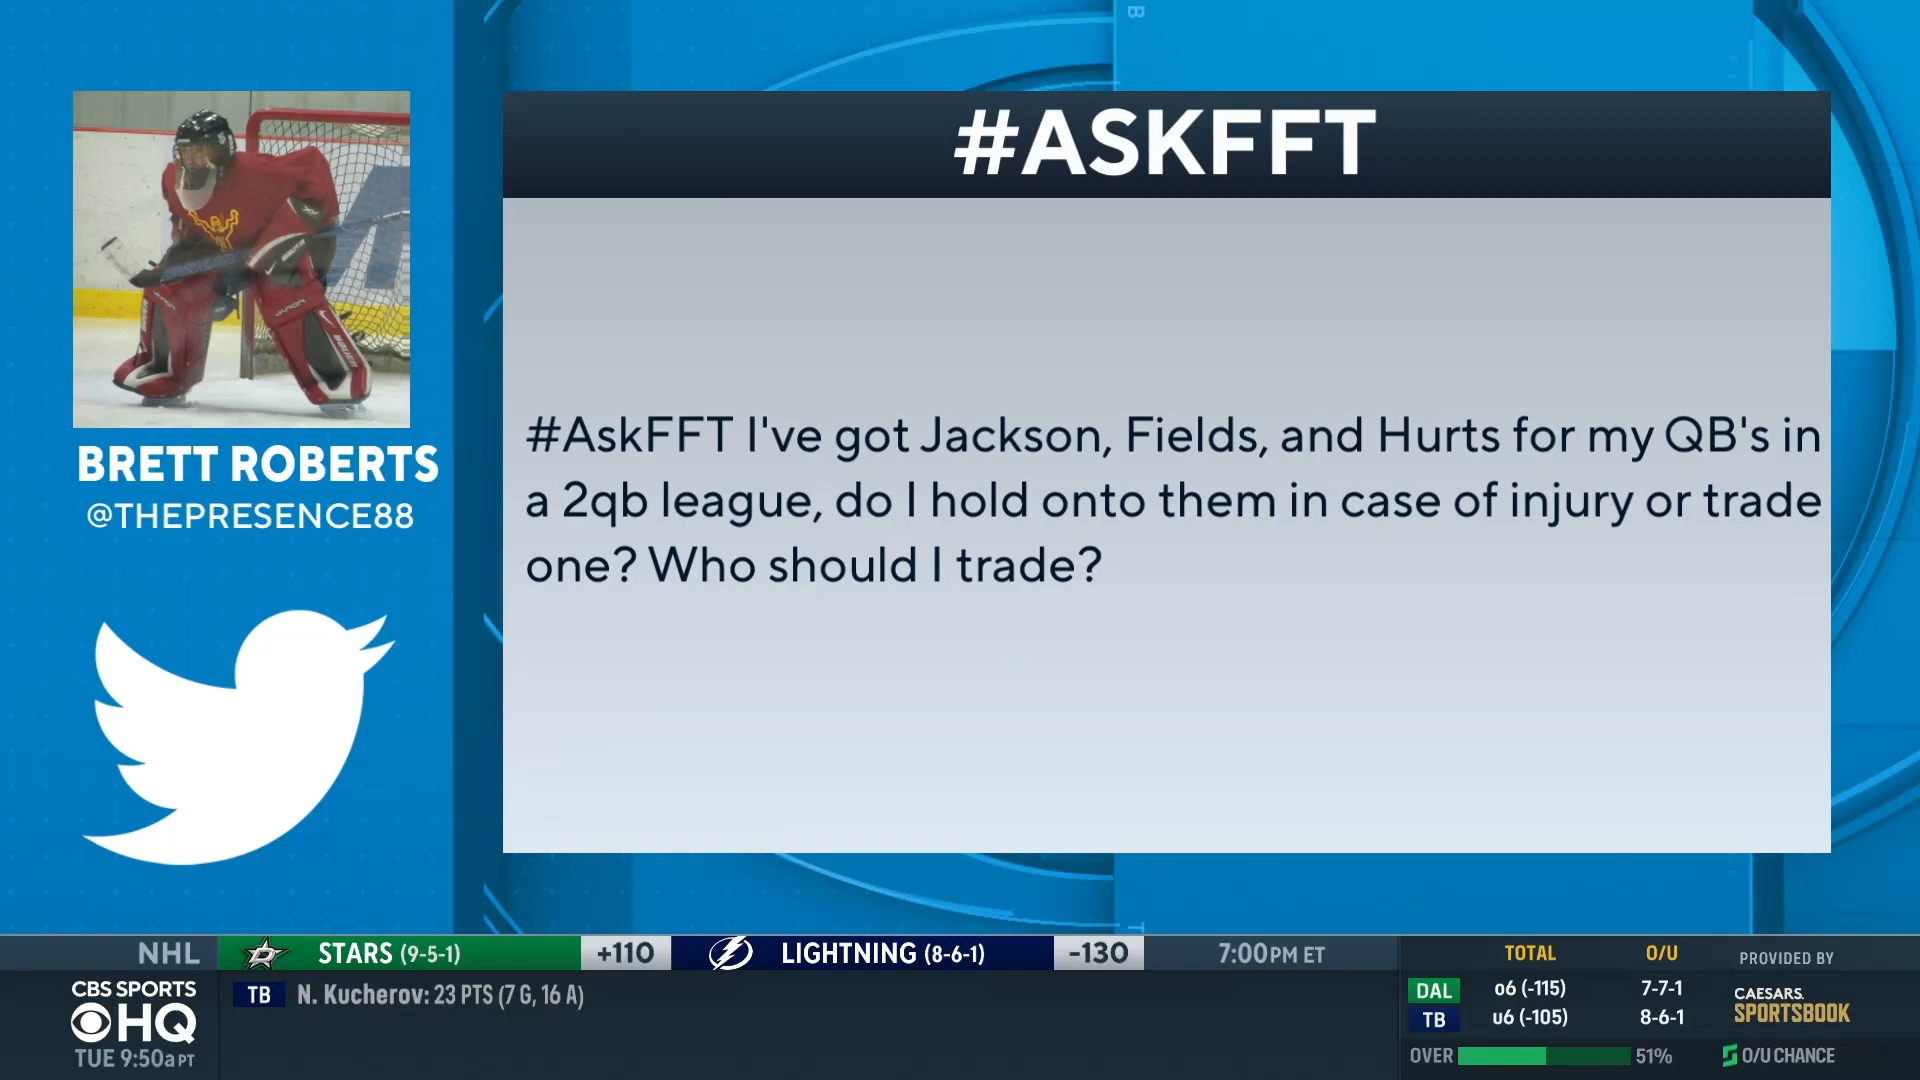 B
#ASKFFT
BRETT ROBERTS
@THEPRESENCE88
#AskFFT I've got Jackson, Fields, and Hurts for my QB's in
a 2qb league, do I hold onto them in case of injury or trade
one? Who should I trade?
NHL STARS (9-5-1) +110 LIGHTNING (8-6-1) -130 7:00PM ET
TB N. Kucherov: 23 PTS (7 G, 16 A)
CBS SPORTS
HQ
TUE 9:50a PT
TOTAL O/U
DAL o6 (-115) 7-7-1
TB u6 (-105) 8-6-1
OVER 51%
PROVIDED BY
CAESARS
SPORTSBOOK
S O/U CHANCE